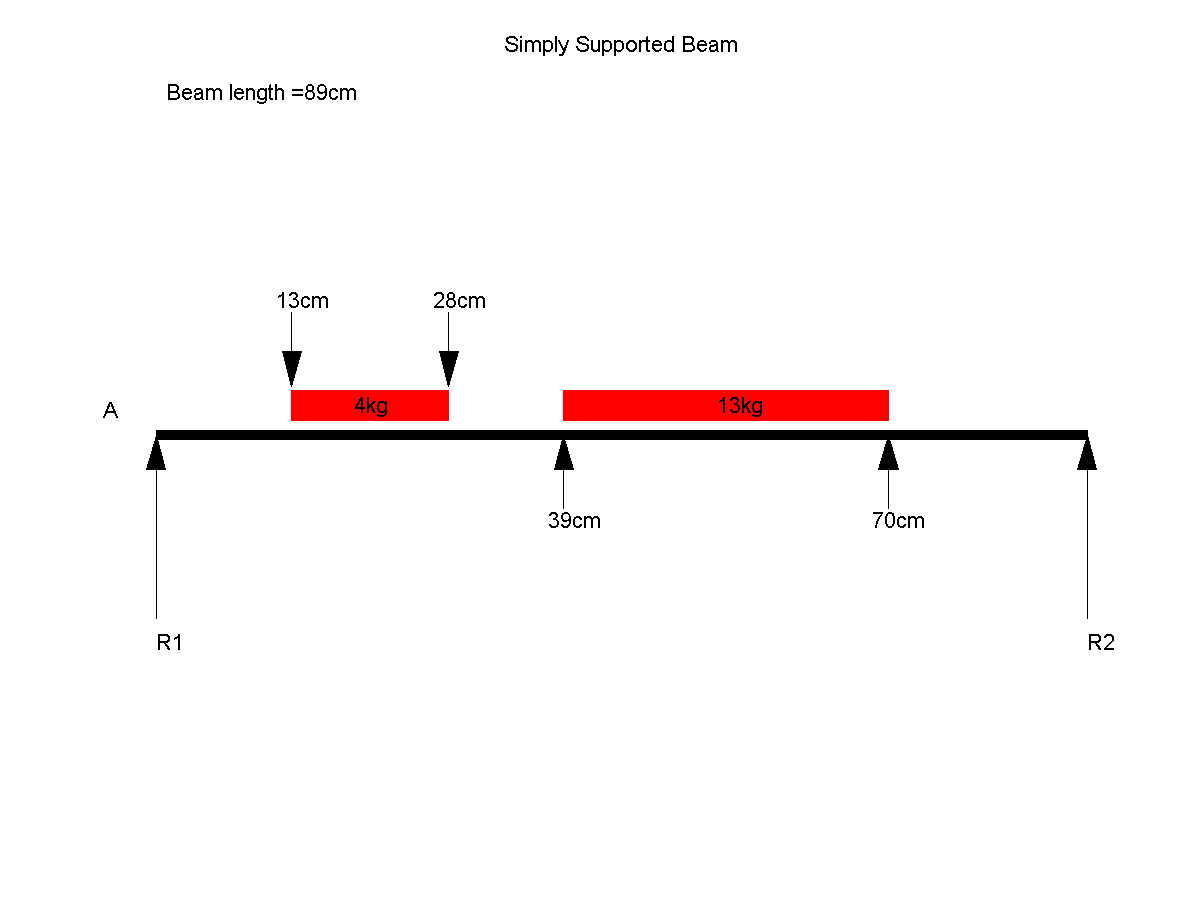 Simply Supported Beam
Beam length =89cm
13cm
28cm
A
4kg
13kg
39cm
70cm
R1
R2